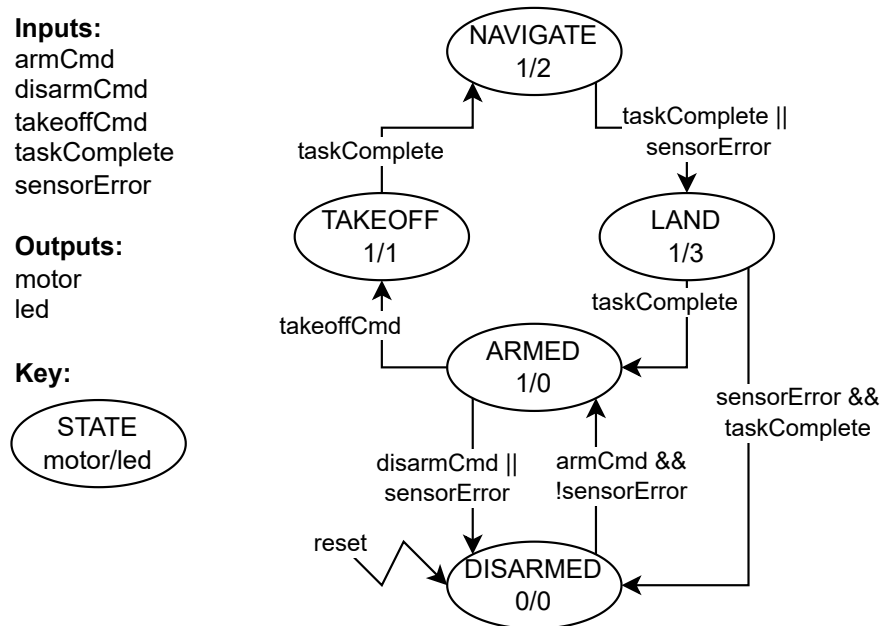 Inputs:
armCmd
disarmCmd
takeoffCmd
taskComplete
sensorError
Outputs:
motor
led
Key:
STATE
motor/led
NAVIGATE
1/2
taskComplete
taskComplete ||
sensorError
TAKEOFF
1/1
LAND
1/3
takeoffCmd
taskComplete
ARMED
1/0
sensorError &&
taskComplete
disarmCmd ||
sensorError
armCmd &&
!sensorError
reset
DISARMED
0/0